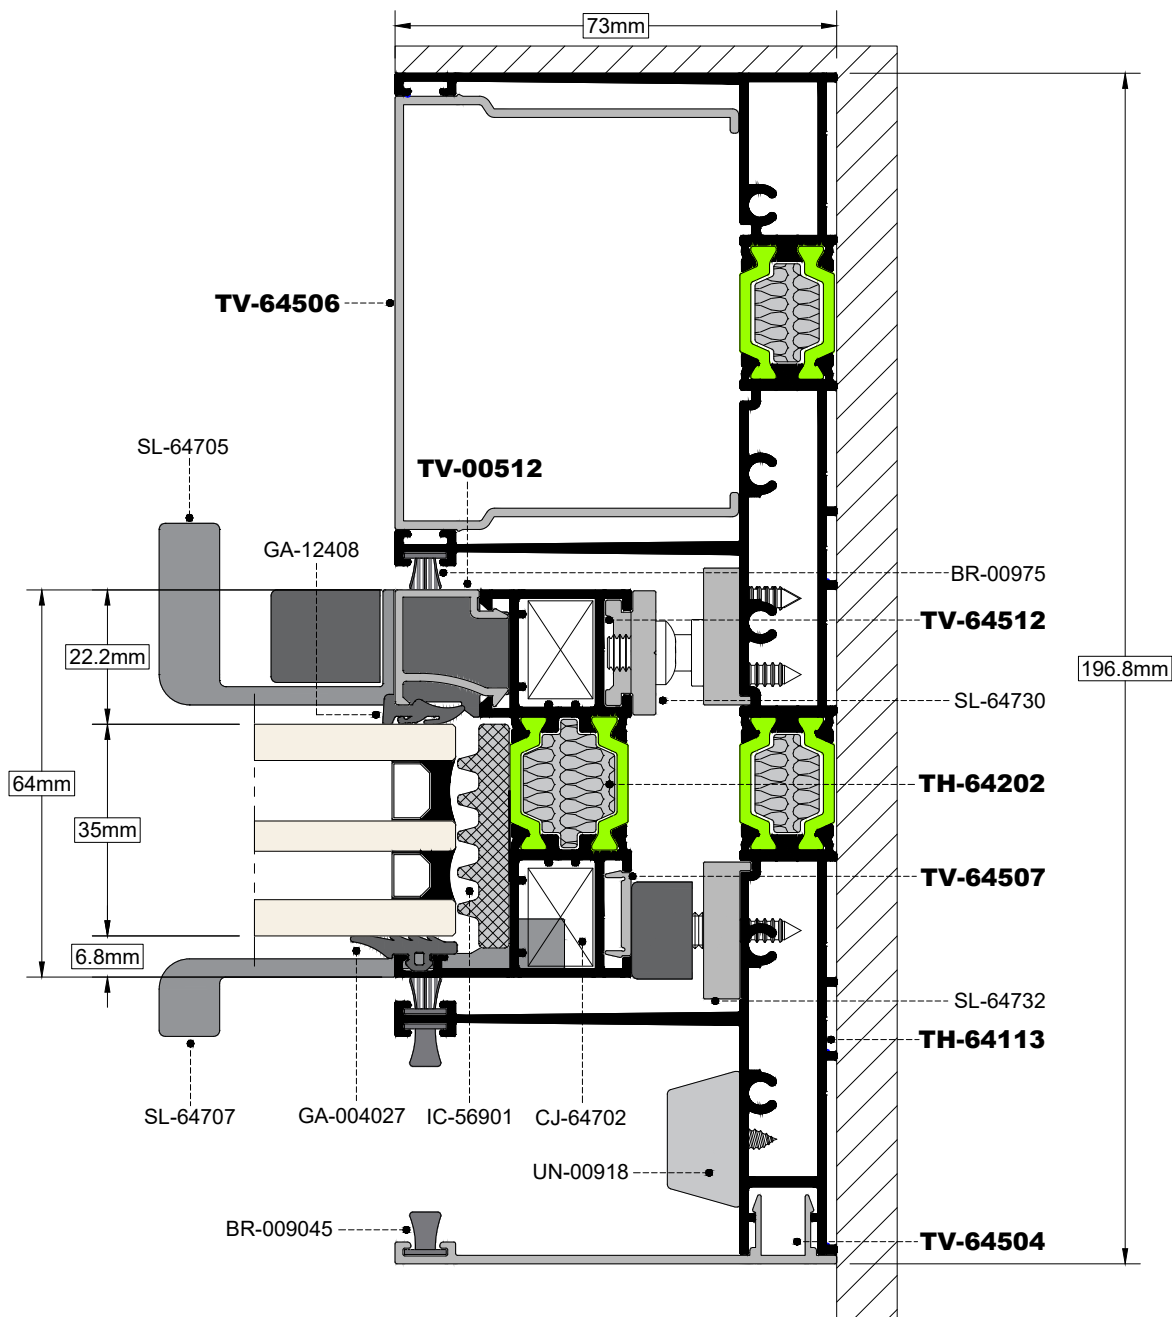 73mm
TV-64506
SL-64705
TV-00512
GA-12408
BR-00975
TV-64512
22.2mm
196.8mm
SL-64730
64mm
TH-64202
35mm
TV-64507
6.8mm
SL-64732
TH-64113
SL-64707
GA-004027
IC-56901
CJ-64702
UN-00918
BR-009045
TV-64504